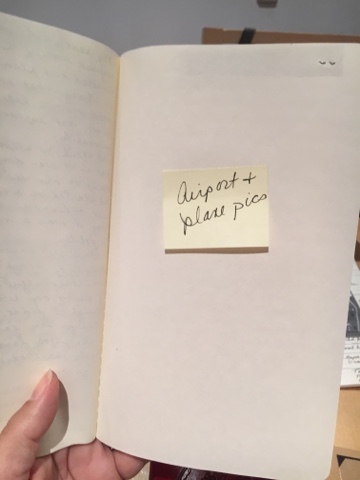 Airport +
plane pics